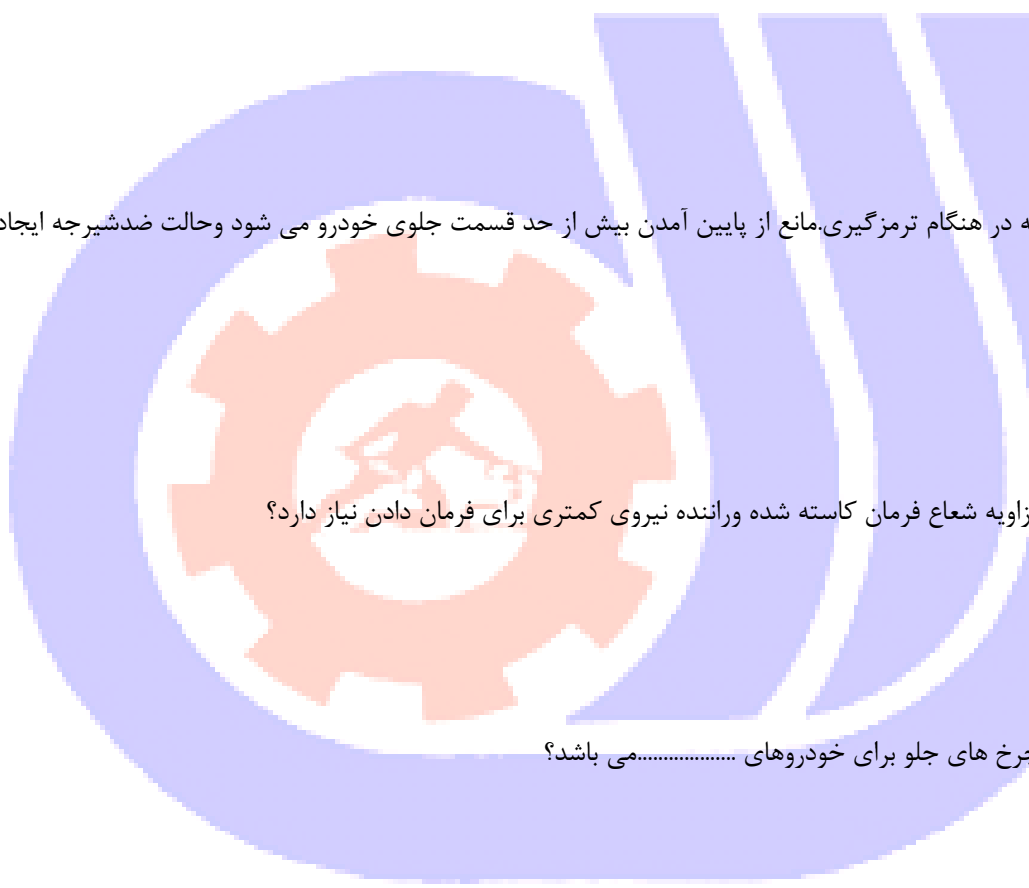 ه در هنگام ترمزگیری.مانع از پایین آمدن بیش از حد قسمت جلوی خودرو می شود وحالت ضدشیرجه ایجاد
زاویه شعاع فرمان کاسته شده وراننده نیروی کمتری برای فرمان دادن نیاز دارد؟
چرخ های جلو برای خودروهای ...................می باشد؟